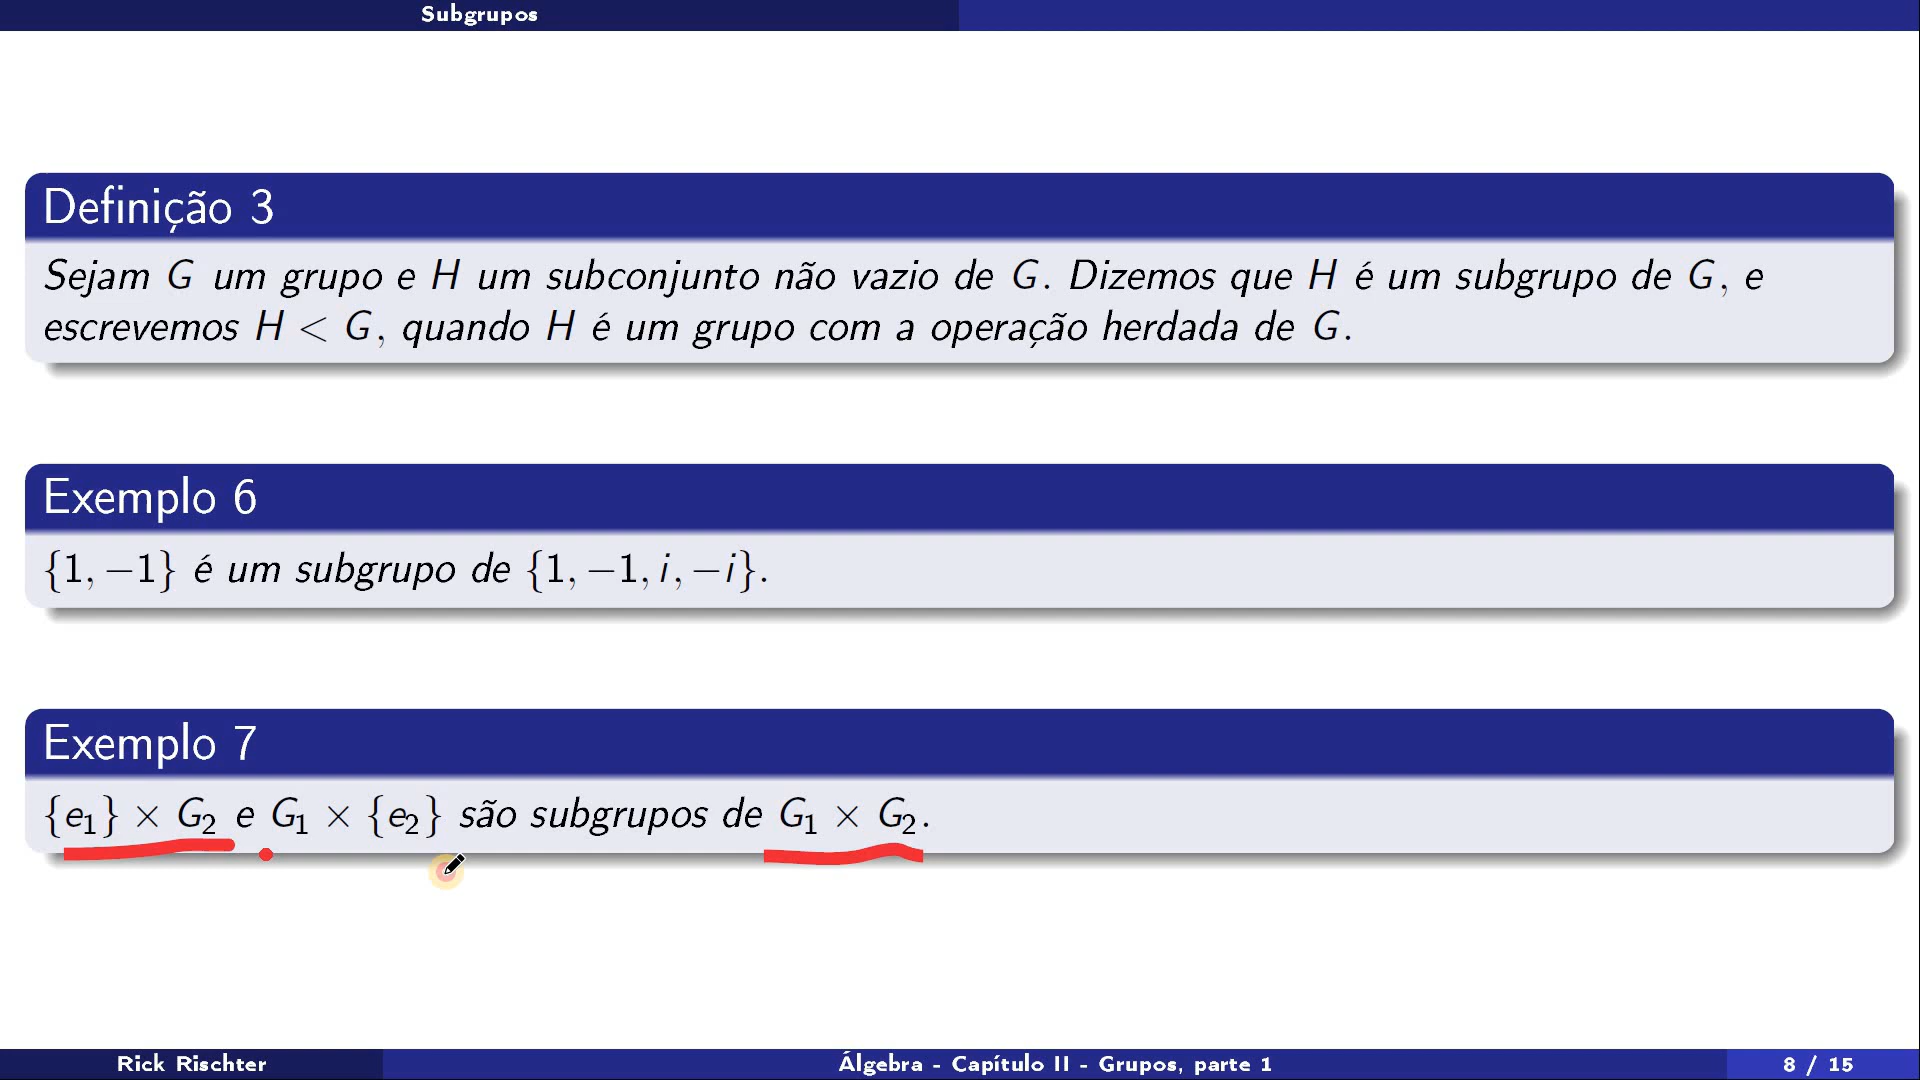 Subgrupos
Definição 3
Sejam G um grupo e H um subconjunto não vazio de G. Dizemos que H é um subgrupo de G, e
escrevemos H < G, quando H é um grupo com a operação herdada de G.
Exemplo 6
{1, −1} é um subgrupo de {1, −1, i, −i}.
Exemplo 7
{e₁} × G₂ e G₁ × {e₂} são subgrupos de G₁ × G₂.
Rick Rischter
Álgebra - Capítulo II - Grupos, parte 1
8 / 15